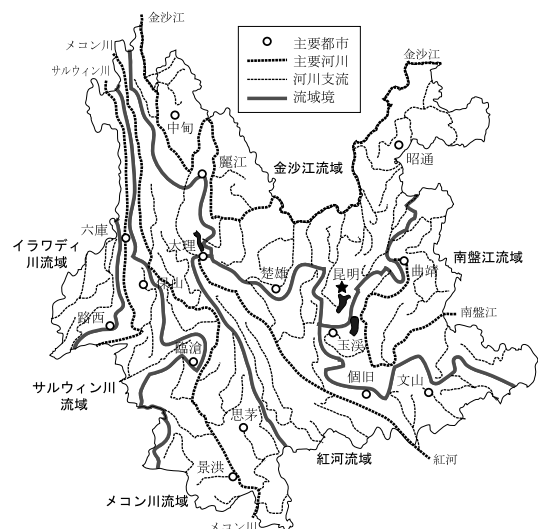 金沙江
メコン川
サルウィン川
主要都市
主要河川
河川支流
流域境
金沙江
中甸
昭通
麗江
金沙江流域
六庫
イラワディ
川流域
大理
保山
楚雄
昆明
曲靖
南盤江流域
南盤江
路西
玉渓
臨滄
サルウィン川
流域
個旧
文山
思茅
景洪
紅河流域
紅河
メコン川流域
メコン川